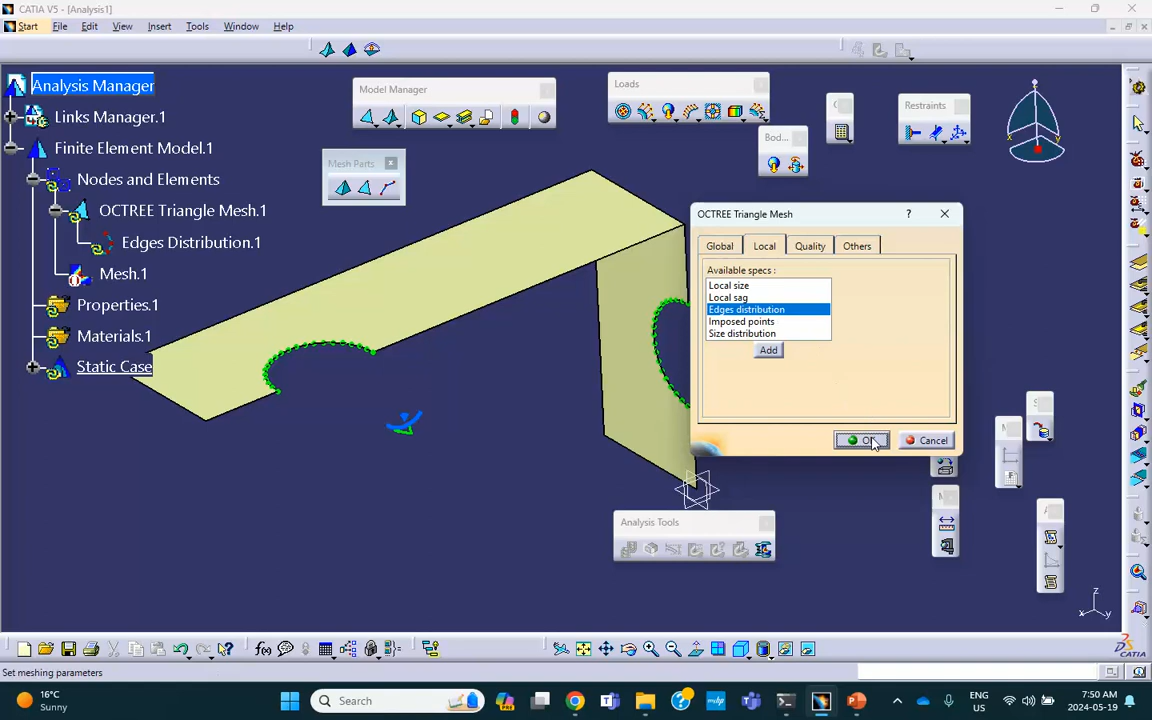 CATIA V5 - [Analysis1]
Start File Edit View Insert Tools Window Help
Analysis Manager
Links Manager.1
Finite Element Model.1
Nodes and Elements
OCTREE Triangle Mesh.1
Edges Distribution.1
Mesh.1
Properties.1
Materials.1
Static Case
Model Manager
Mesh Parts
Loads
Bod...
Restraints
OCTREE Triangle Mesh
Global Local Quality Others
Available specs :
Local size
Local sag
Edges distribution
Imposed points
Size distribution
Add
Cancel
Analysis Tools
z
x y
CATIA
Set meshing parameters
16°C
Sunny
Search
ENG
US
7:50 AM
2024-05-19